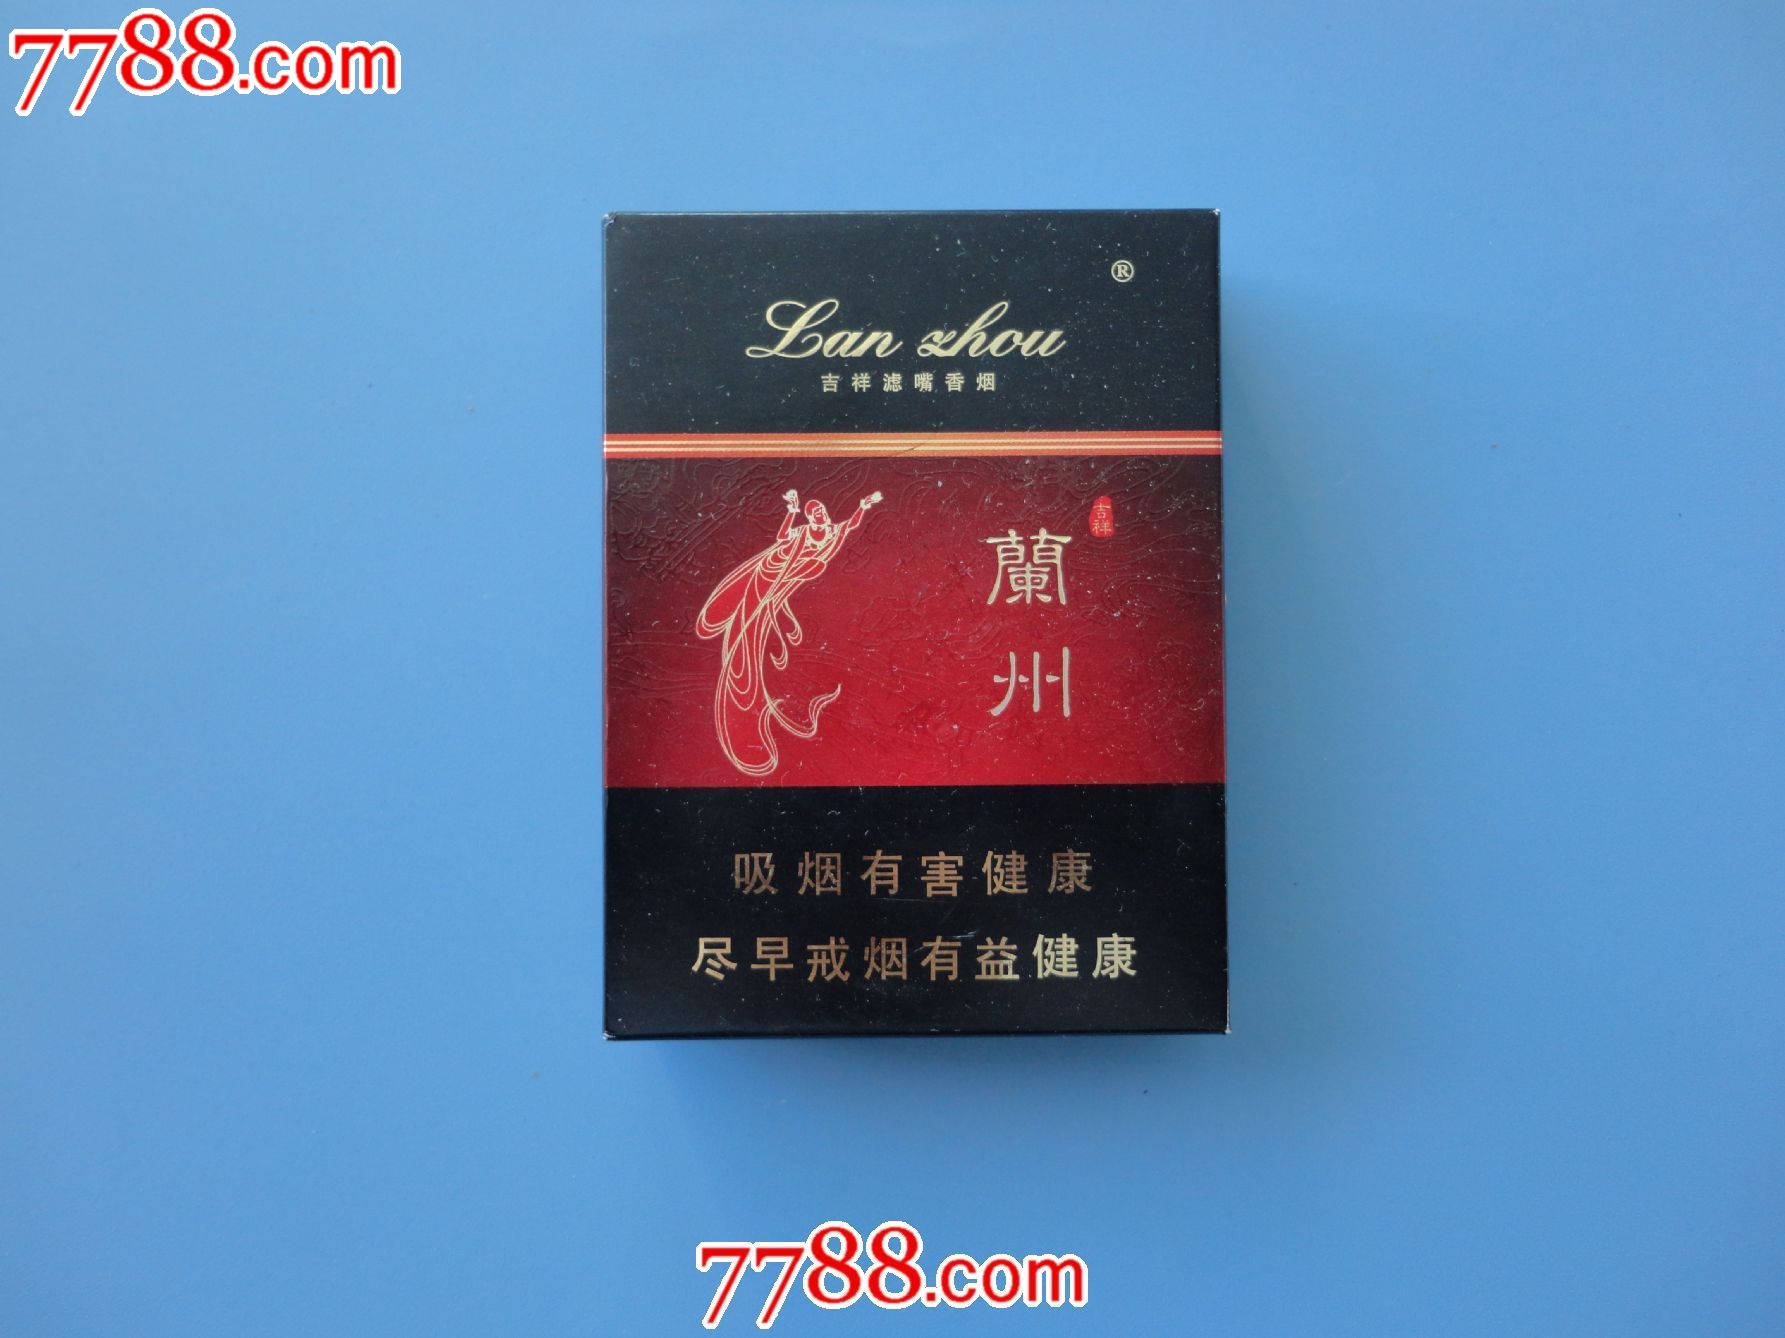 7788.com
®
Lan zhou
吉祥滤嘴香烟
吉祥
蘭州
吸烟有害健康
尽早戒烟有益健康
7788.com